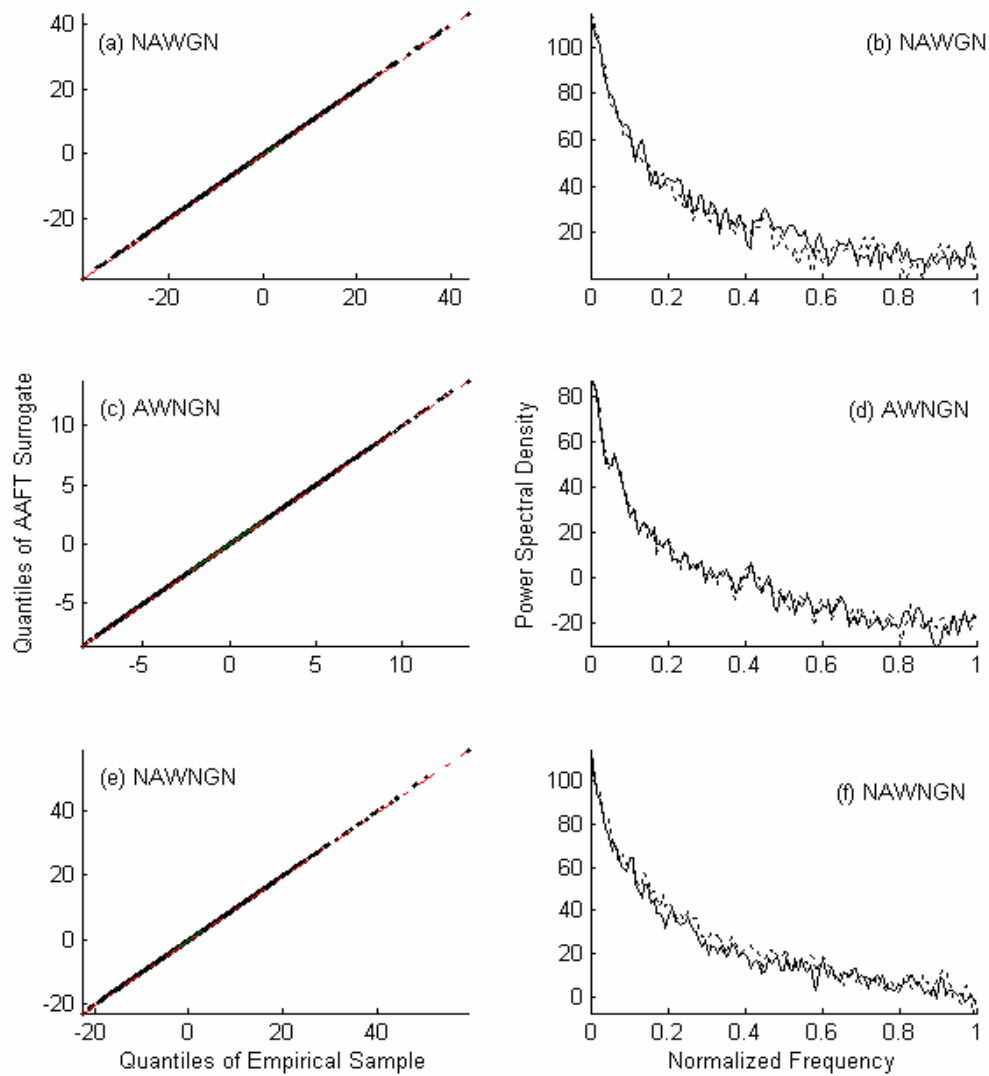 (a) NAWGN
40
20
0
-20
-20 0 20 40
(b) NAWGN
100
80
60
40
20
0 0.2 0.4 0.6 0.8 1
Quantiles of AAFT Surrogate
(c) AWNGN
10
5
0
-5
-5 0 5 10
Power Spectral Density
(d) AWNGN
80
60
40
20
0
-20
0 0.2 0.4 0.6 0.8 1
(e) NAWNGN
40
20
0
-20
-20 0 20 40
Quantiles of Empirical Sample
(f) NAWNGN
100
80
60
40
20
0
0 0.2 0.4 0.6 0.8 1
Normalized Frequency